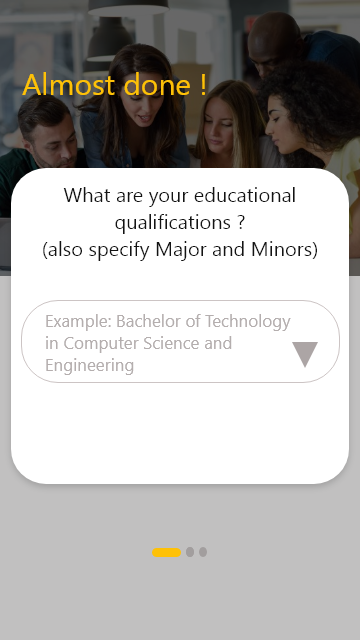 Almost done !
What are your educational
qualifications ?
(also specify Major and Minors)
Example: Bachelor of Technology
in Computer Science and
Engineering